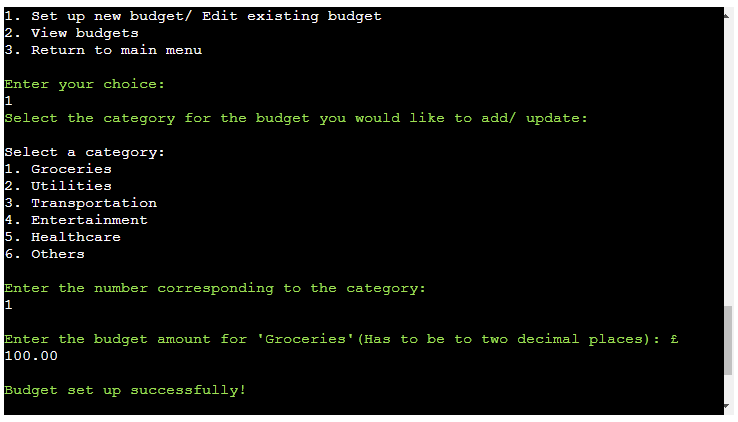 1. Set up new budget/ Edit existing budget
2. View budgets
3. Return to main menu
Enter your choice:
1
Select the category for the budget you would like to add/ update:
Select a category:
1. Groceries
2. Utilities
3. Transportation
4. Entertainment
5. Healthcare
6. Others
Enter the number corresponding to the category:
1
Enter the budget amount for 'Groceries'(Has to be to two decimal places): £
100.00
Budget set up successfully!